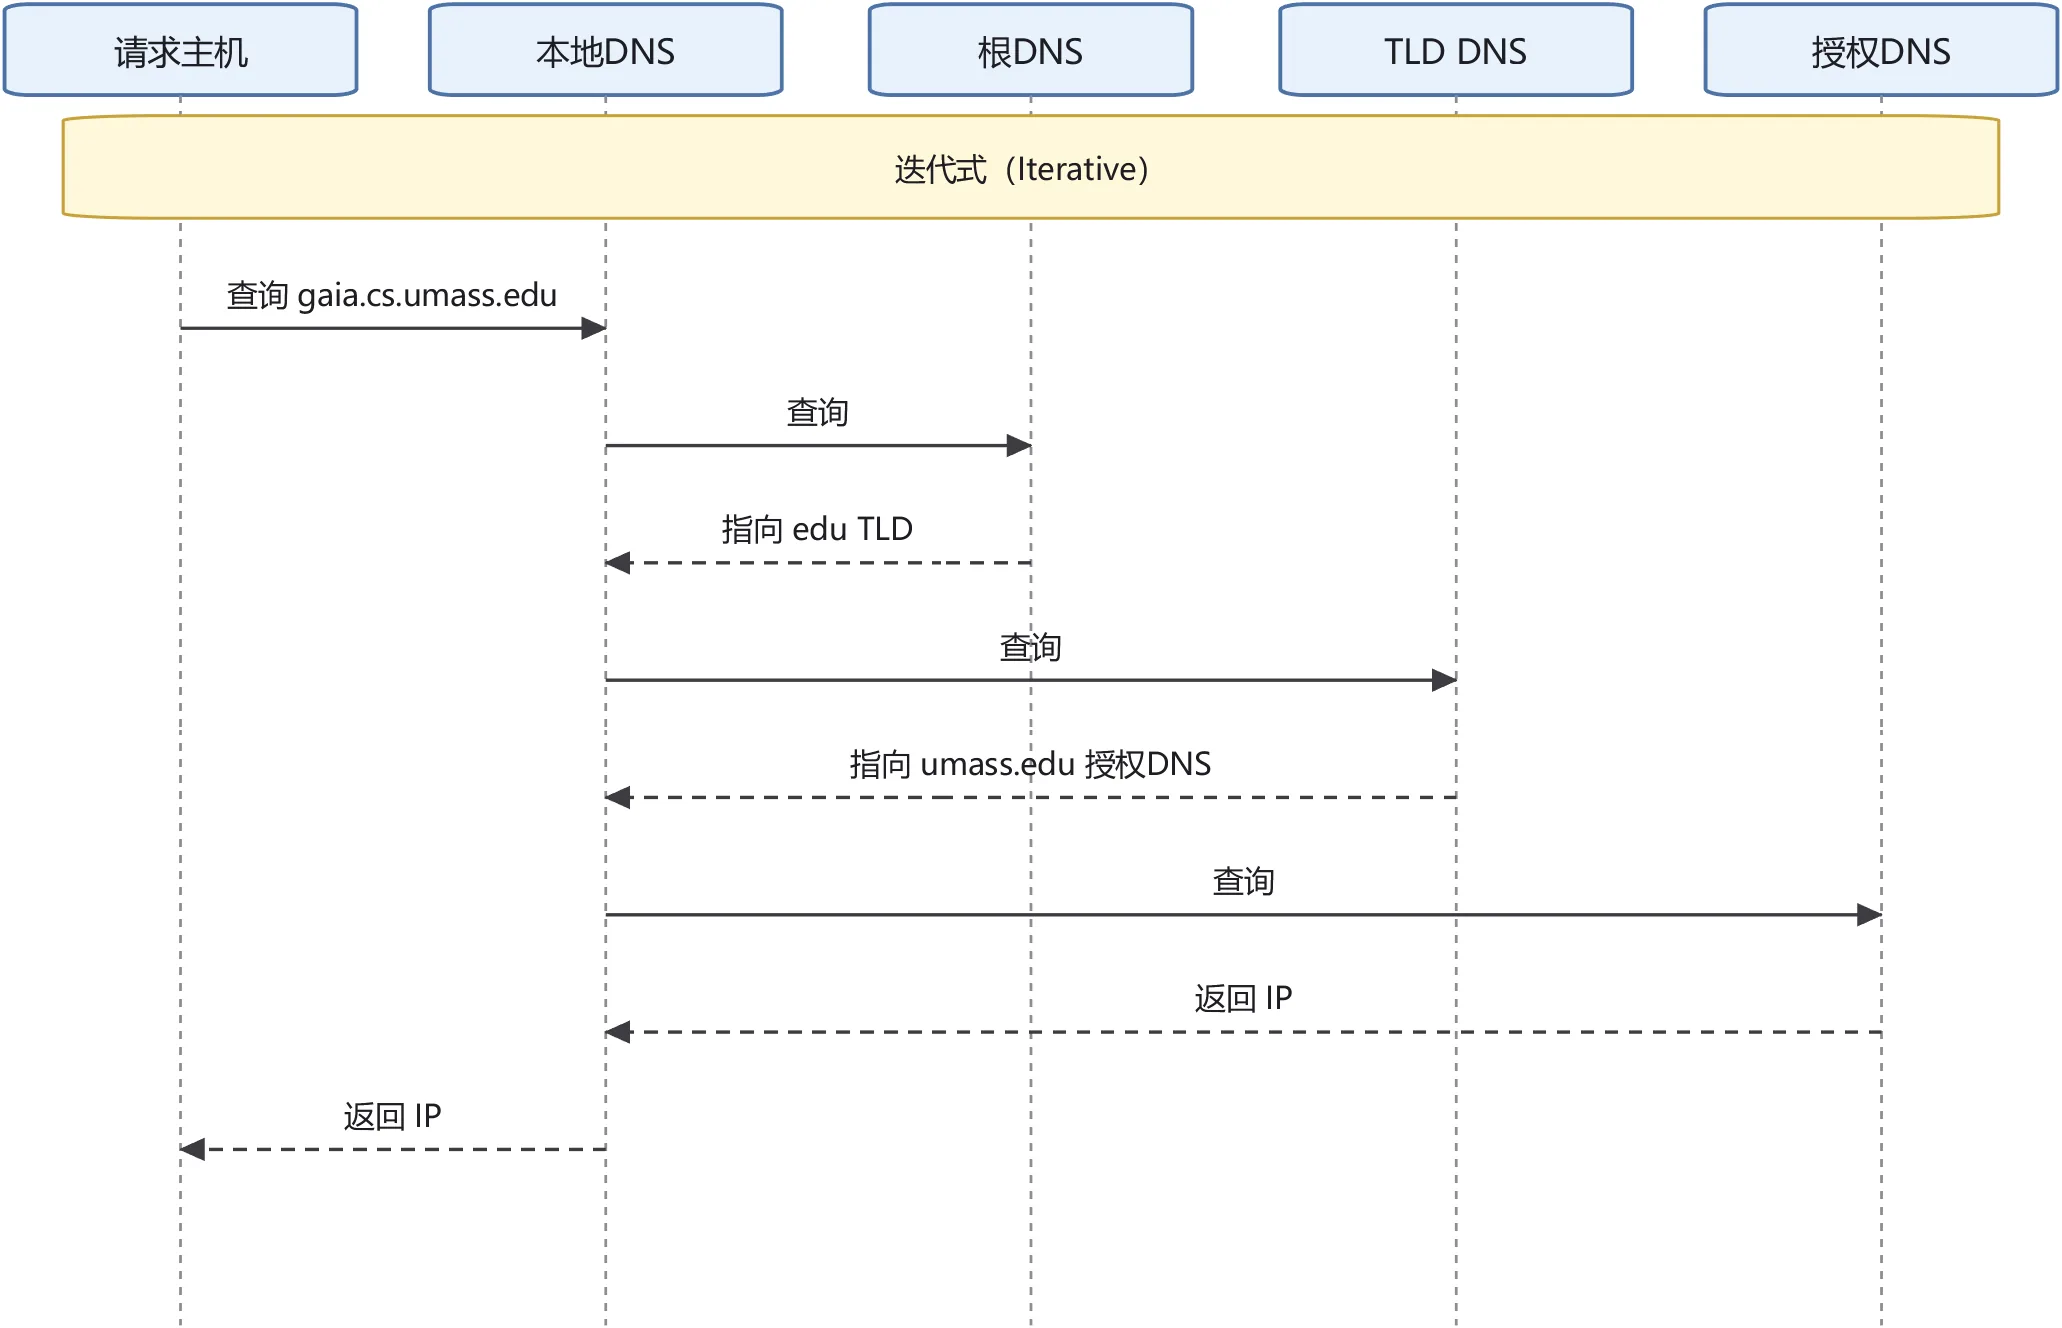 请求主机
本地DNS
根DNS
TLD DNS
授权DNS
迭代式（Iterative）
查询 gaia.cs.umass.edu
查询
指向 edu TLD
查询
指向 umass.edu 授权DNS
查询
返回 IP
返回 IP